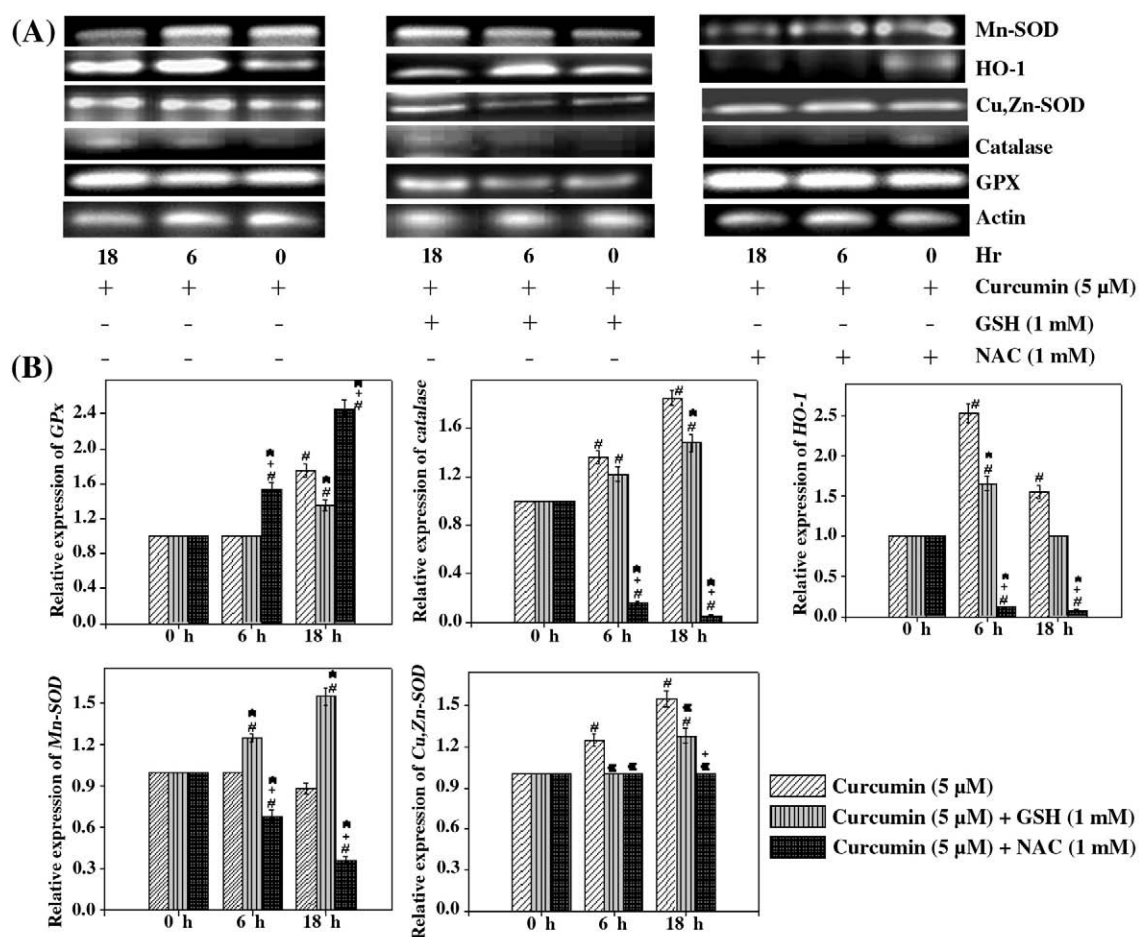 (A)
Mn-SOD
HO-1
Cu,Zn-SOD
Catalase
GPX
Actin
18 6 0 18 6 0 18 6 0 Hr
+ + + + + + + + + Curcumin (5 µM)
- - - + + + - - - GSH (1 mM)
- - - - - - + + + NAC (1 mM)
(B)
Relative expression of GPx
2.4
1.8
1.2
0.6
0.0
# # * # * + # * + #
0 h 6 h 18 h
Relative expression of catalase
1.6
1.2
0.8
0.4
0.0
# # * + # # * # * + #
0 h 6 h 18 h
Relative expression of HO-1
2.5
2.0
1.5
1.0
0.5
0.0
# * # * + # # * + #
0 h 6 h 18 h
Relative expression of Mn-SOD
1.5
1.2
0.9
0.6
0.3
0.0
* # * + # * # * + #
0 h 6 h 18 h
Relative expression of Cu,Zn-SOD
1.5
1.2
0.9
0.6
0.3
0.0
# * * # * # + *
0 h 6 h 18 h
Curcumin (5 µM)
Curcumin (5 µM) + GSH (1 mM)
Curcumin (5 µM) + NAC (1 mM)